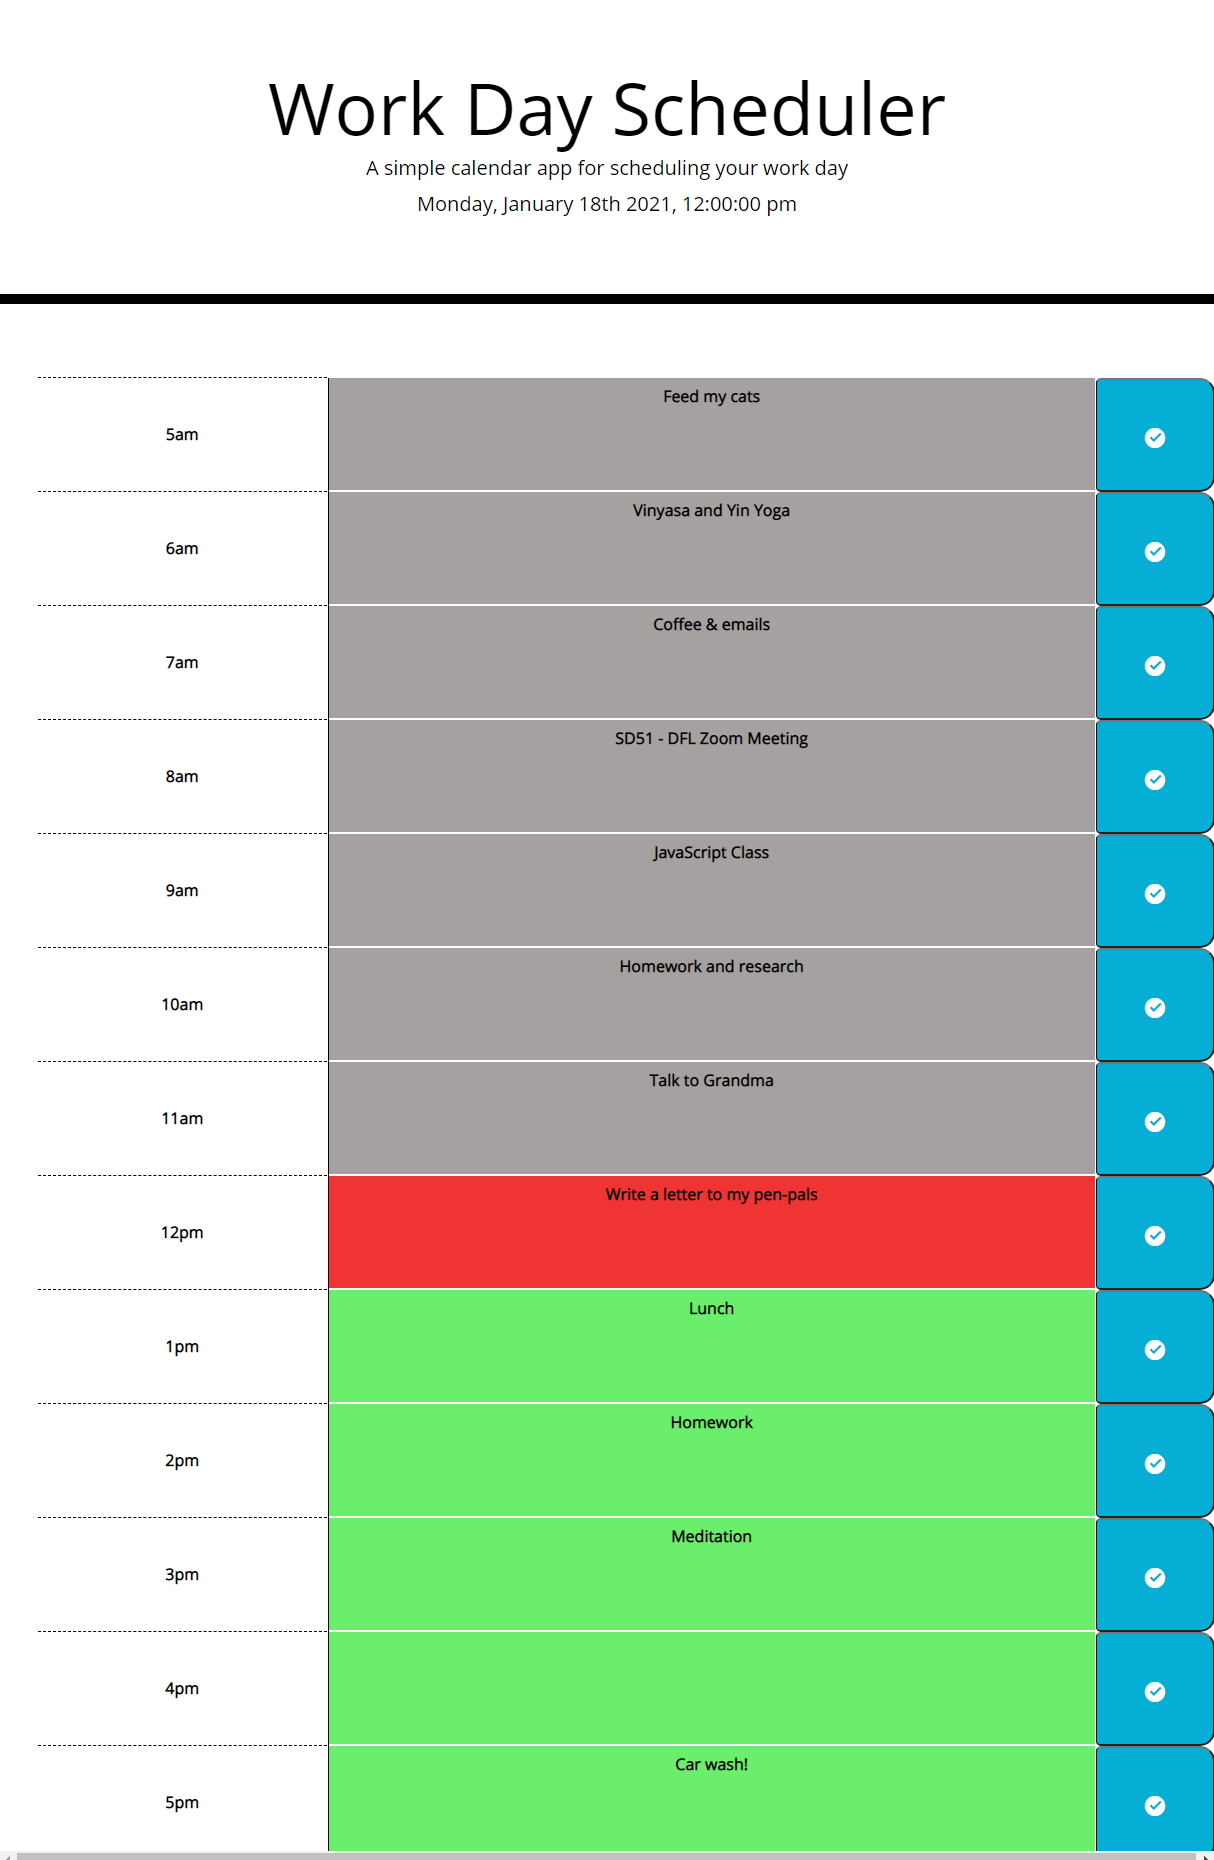 Work Day Scheduler
A simple calendar app for scheduling your work day
Monday, January 18th 2021, 12:00:00 pm
5am
Feed my cats
6am
Vinyasa and Yin Yoga
7am
Coffee & emails
8am
SD51 - DFL Zoom Meeting
9am
JavaScript Class
10am
Homework and research
11am
Talk to Grandma
12pm
Write a letter to my pen-pals
1pm
Lunch
2pm
Homework
3pm
Meditation
4pm
5pm
Car wash!